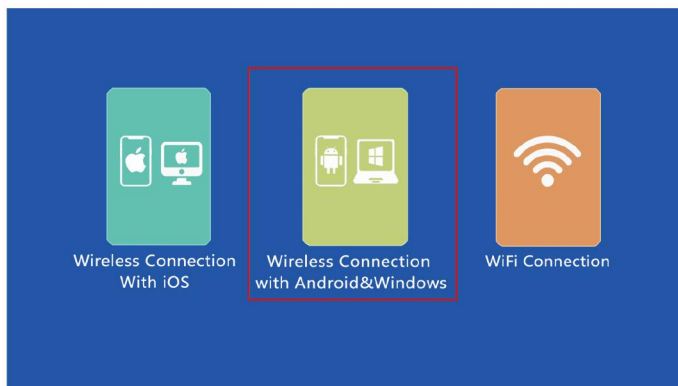 Wireless Connection
With iOS
Wireless Connection
with Android&Windows
WiFi Connection